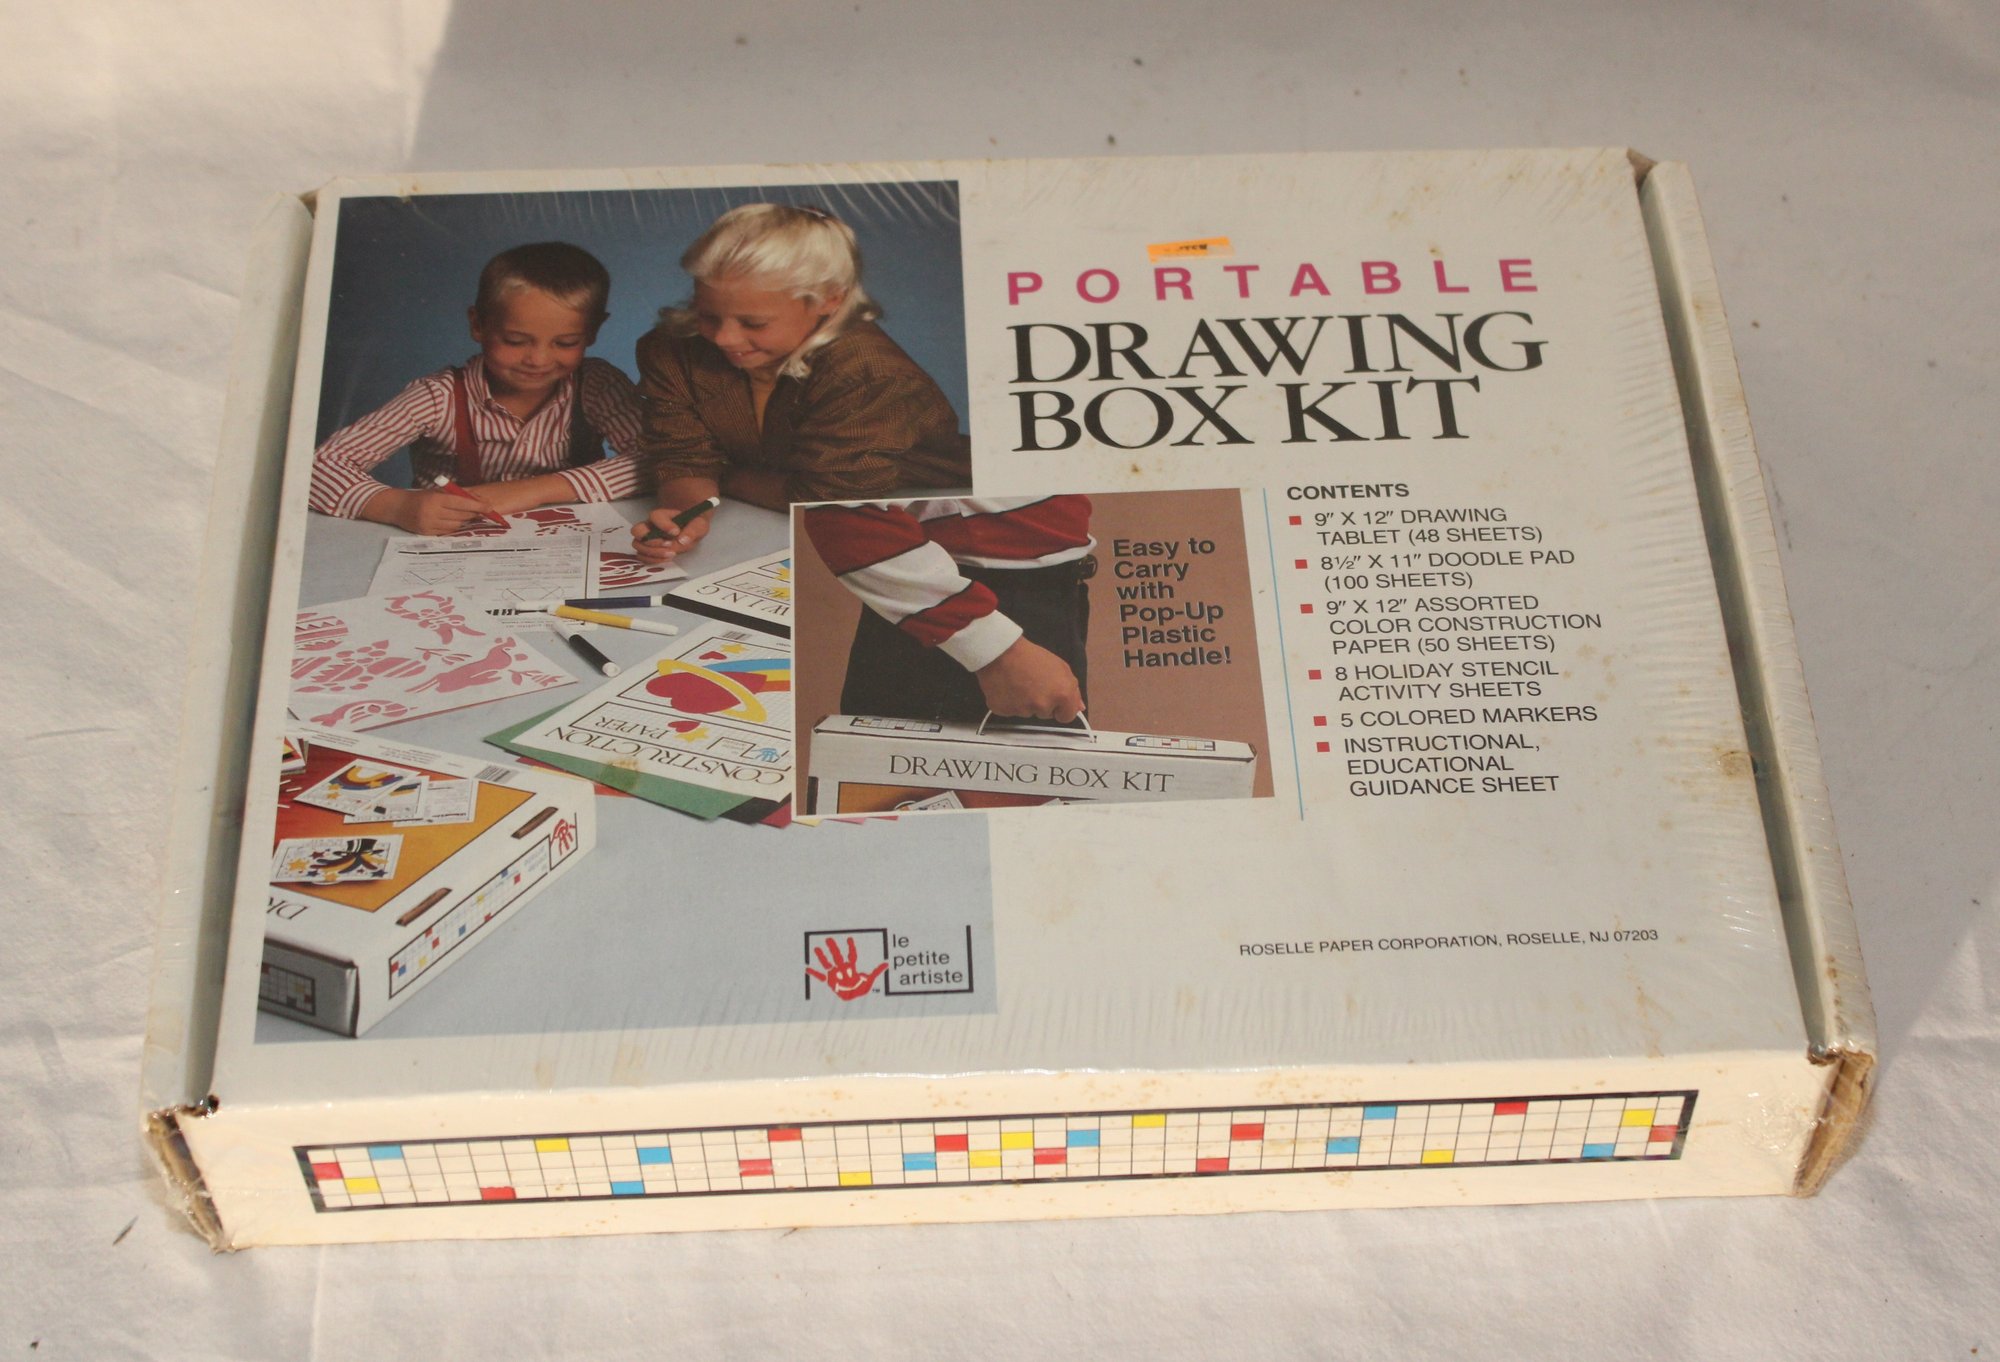 PORTABLE
DRAWING
BOX KIT
CONTENTS
9" X 12" DRAWING
TABLET (48 SHEETS)
8½" X 11" DOODLE PAD
(100 SHEETS)
9" X 12" ASSORTED
COLOR CONSTRUCTION
PAPER (50 SHEETS)
8 HOLIDAY STENCIL
ACTIVITY SHEETS
5 COLORED MARKERS
INSTRUCTIONAL,
EDUCATIONAL
GUIDANCE SHEET
Easy to
Carry
with
Pop-Up
Plastic
Handle!
DRAWING BOX KIT
CONSTRUCTION
PAPER
le
petite
artiste
™
ROSELLE PAPER CORPORATION, ROSELLE, NJ 07203